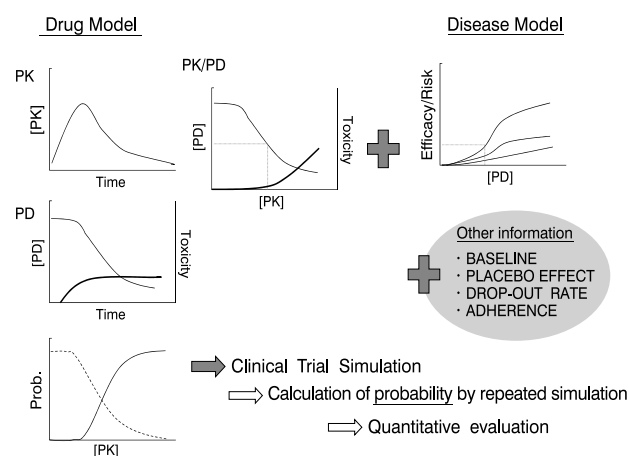 Drug Model
Disease Model
PK
[PK]
Time
PK/PD
[PD]
Toxicity
[PK]
Efficacy/Risk
[PD]
PD
[PD]
Toxicity
Time
Other information
· BASELINE
· PLACEBO EFFECT
· DROP-OUT RATE
· ADHERENCE
Prob.
[PK]
Clinical Trial Simulation
Calculation of probability by repeated simulation
Quantitative evaluation